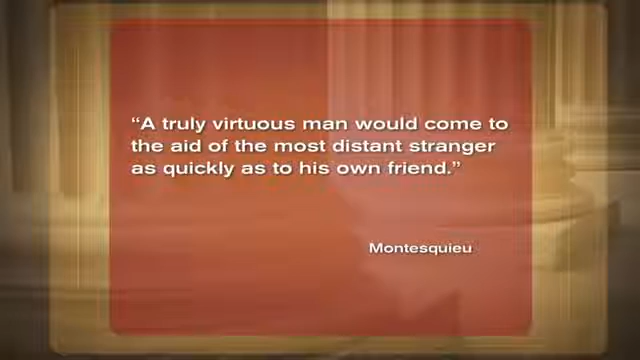 “A truly virtuous man would come to
the aid of the most distant stranger
as quickly as to his own friend.”
Montesquieu